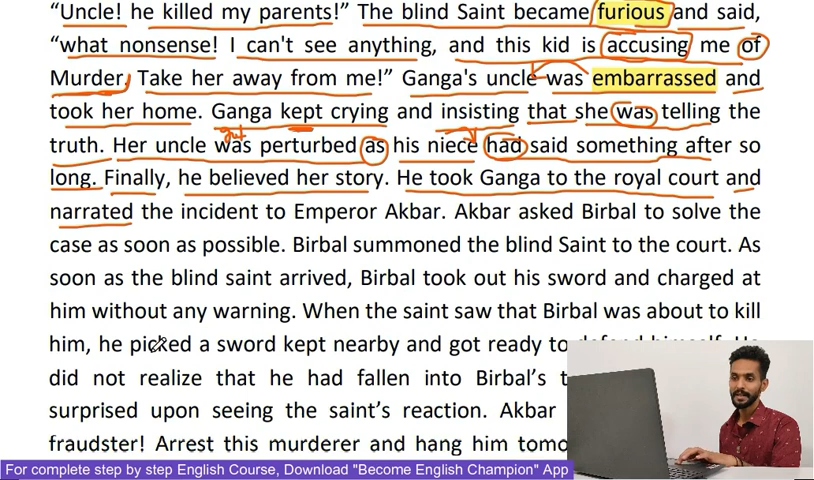 “Uncle! he killed my parents!” The blind Saint became furious and said,
“what nonsense! I can't see anything, and this kid is accusing me of
Murder. Take her away from me!” Ganga's uncle was embarrassed and
took her home. Ganga kept crying and insisting that she was telling the
truth. Her uncle was perturbed as his niece had said something after so
long. Finally, he believed her story. He took Ganga to the royal court and
narrated the incident to Emperor Akbar. Akbar asked Birbal to solve the
case as soon as possible. Birbal summoned the blind Saint to the court. As
soon as the blind saint arrived, Birbal took out his sword and charged at
him without any warning. When the saint saw that Birbal was about to kill
him, he picked a sword kept nearby and got ready to
did not realize that he had fallen into Birbal’s
surprised upon seeing the saint’s reaction. Akbar
fraudster! Arrest this murderer and hang him
For complete step by step English Course, Download "Become English Champion" App